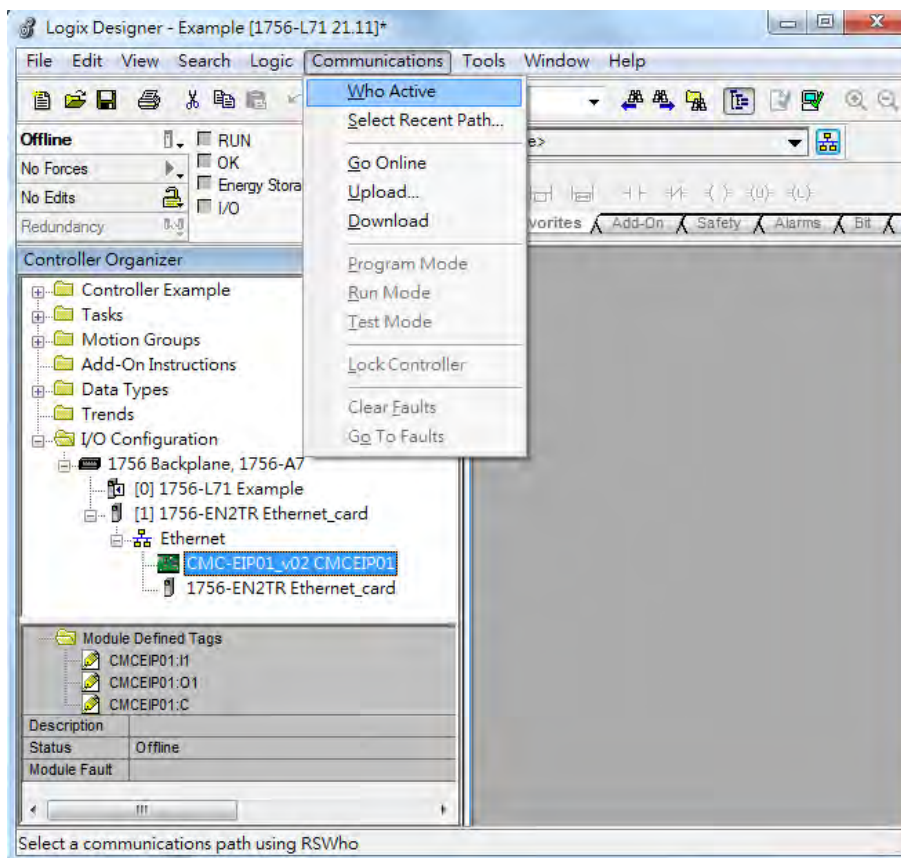 Logix Designer - Example [1756-L71 21.11]*
File Edit View Search Logic Communications Tools Window Help
Who Active
Select Recent Path...
Go Online
Upload...
Download
Program Mode
Run Mode
Test Mode
Lock Controller
Clear Faults
Go To Faults
Offline
RUN
No Forces
OK
Energy Stora
No Edits
I/O
Redundancy
e>
vorites Add-On Safety Alarms Bit
Controller Organizer
Controller Example
Tasks
Motion Groups
Add-On Instructions
Data Types
Trends
I/O Configuration
1756 Backplane, 1756-A7
[0] 1756-L71 Example
[1] 1756-EN2TR Ethernet_card
Ethernet
CMC-EIP01_v02 CMCEIP01
1756-EN2TR Ethernet_card
Module Defined Tags
CMCEIP01:I1
CMCEIP01:O1
CMCEIP01:C
Description
Status Offline
Module Fault
Select a communications path using RSWho